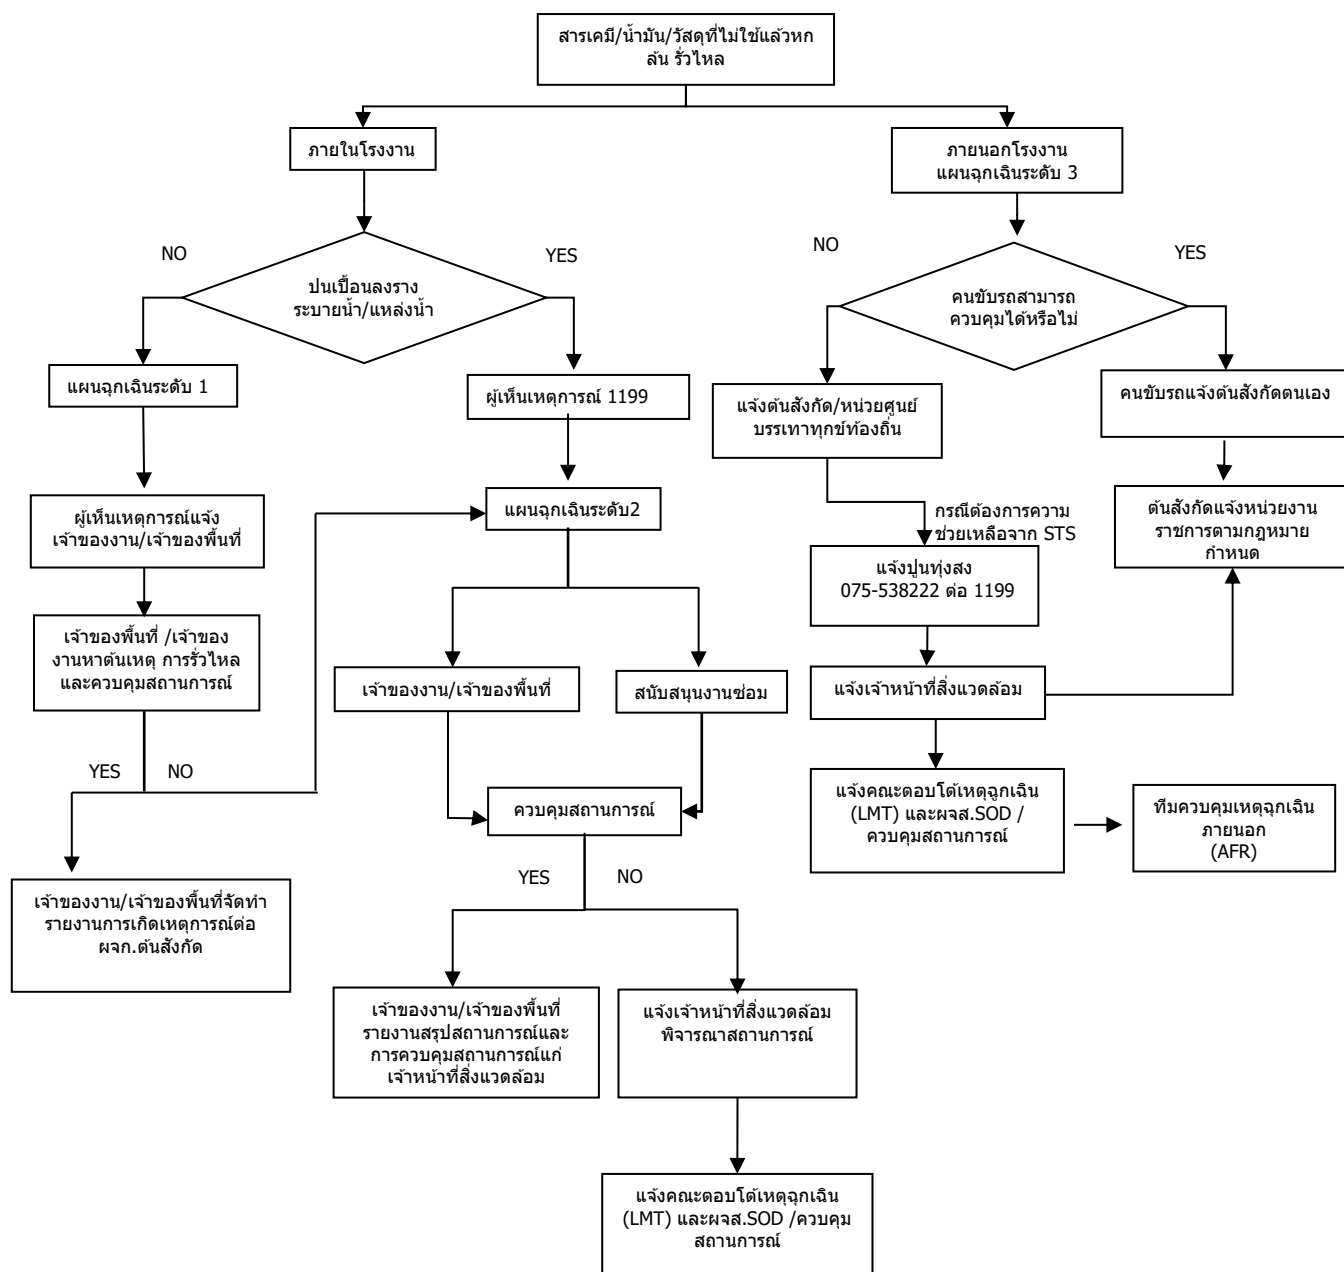 สารเคมี/น้ำมัน/วัสดุที่ไม่ใช้แล้วหก
ล้น รั่วไหล
ภายในโรงงาน
ภายนอกโรงงาน
แผนฉุกเฉินระดับ 3
NO
YES
ปนเปื้อนลงราง
ระบายน้ำ/แหล่งน้ำ
NO
YES
คนขับรถสามารถ
ควบคุมได้หรือไม่
แผนฉุกเฉินระดับ 1
ผู้เห็นเหตุการณ์ 1199
แจ้งต้นสังกัด/หน่วยศูนย์
บรรเทาทุกข์ท้องถิ่น
คนขับรถแจ้งต้นสังกัดตนเอง
ผู้เห็นเหตุการณ์แจ้ง
เจ้าของงาน/เจ้าของพื้นที่
แผนฉุกเฉินระดับ2
กรณีต้องการความ
ช่วยเหลือจาก STS
ต้นสังกัดแจ้งหน่วยงาน
ราชการตามกฎหมาย
กำหนด
แจ้งปูนทุ่งสง
075-538222 ต่อ 1199
เจ้าของพื้นที่ /เจ้าของ
งานหาต้นเหตุ การรั่วไหล
และควบคุมสถานการณ์
เจ้าของงาน/เจ้าของพื้นที่
สนับสนุนงานซ่อม
แจ้งเจ้าหน้าที่สิ่งแวดล้อม
YES
NO
ควบคุมสถานการณ์
แจ้งคณะตอบโต้เหตุฉูกเฉิน
(LMT) และผจส.SOD /
ควบคุมสถานการณ์
ทีมควบคุมเหตุฉุกเฉิน
ภายนอก
(AFR)
YES
NO
เจ้าของงาน/เจ้าของพื้นที่จัดทำ
รายงานการเกิดเหตุการณ์ต่อ
ผจก.ต้นสังกัด
เจ้าของงาน/เจ้าของพื้นที่
รายงานสรุปสถานการณ์และ
การควบคุมสถานการณ์แก่
เจ้าหน้าที่สิ่งแวดล้อม
แจ้งเจ้าหน้าที่สิ่งแวดล้อม
พิจารณาสถานการณ์
แจ้งคณะตอบโต้เหตุฉุกเฉิน
(LMT) และผจส.SOD /ควบคุม
สถานการณ์